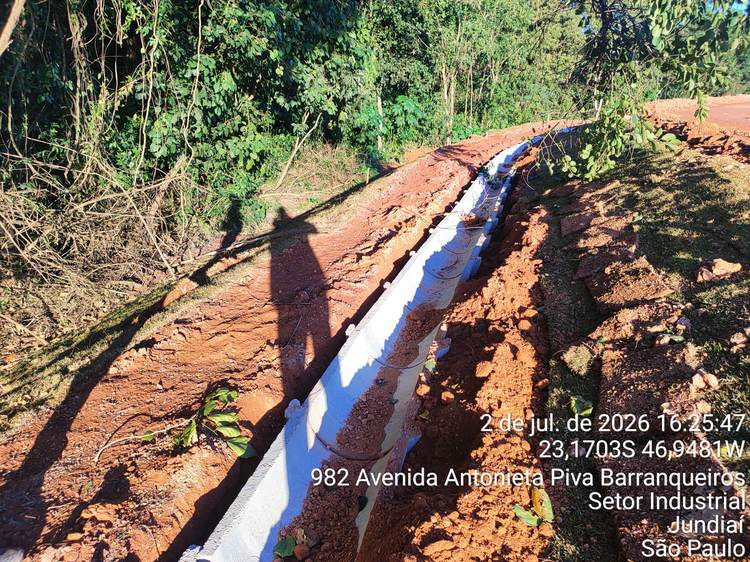 2 de jul. de 2026 16:25:47
23,1703S 46,9481W
982 Avenida Antonieta Piva Barranqueiros
Setor Industrial
Jundiaí
São Paulo